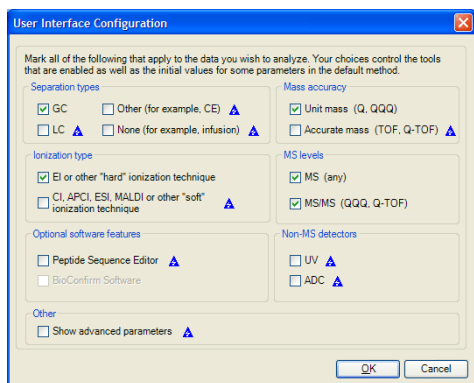 User Interface Configuration
Mark all of the following that apply to the data you wish to analyze. Your choices control the tools
that are enabled as well as the initial values for some parameters in the default method.
Separation types
GC
Other (for example, CE)
LC
None (for example, infusion)
Mass accuracy
Unit mass (Q, QQQ)
Accurate mass (TOF, Q-TOF)
Ionization type
EI or other "hard" ionization technique
CI, APCI, ESI, MALDI or other "soft"
ionization technique
MS levels
MS (any)
MS/MS (QQQ, Q-TOF)
Optional software features
Peptide Sequence Editor
BioConfirm Software
Non-MS detectors
UV
ADC
Other
Show advanced parameters
OK
Cancel